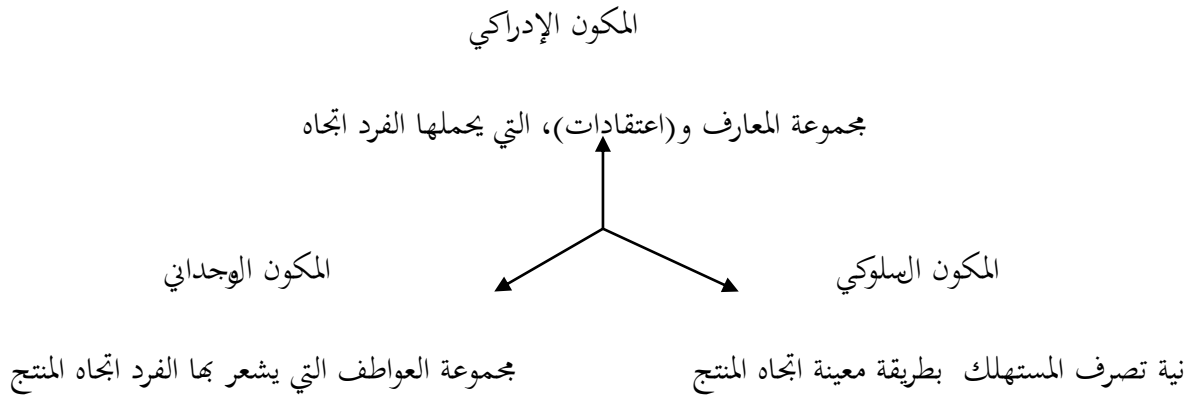 المكون الإدراكي
مجموعة المعارف و(اعتقادات)، التي يحملها الفرد اتجاه
المكون السلوكي
المكون الوجداني
نية تصرف المستهلك بطريقة معينة اتجاه المنتج
مجموعة العواطف التي يشعر بها الفرد اتجاه المنتج